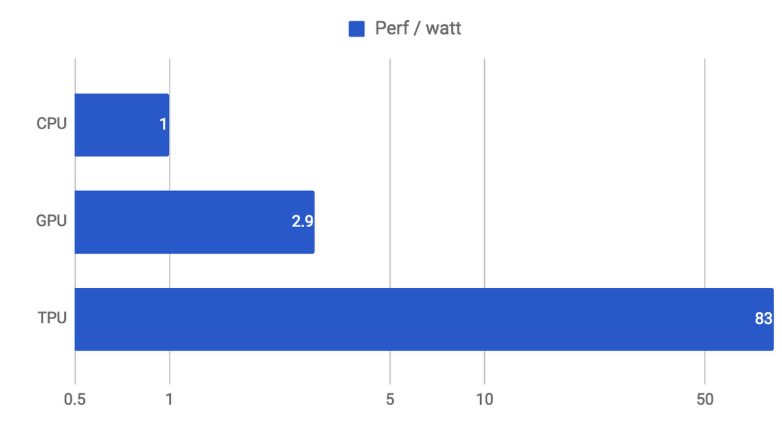 Perf / watt
CPU 1
GPU 2.9
TPU 83
0.5 1 5 10 50